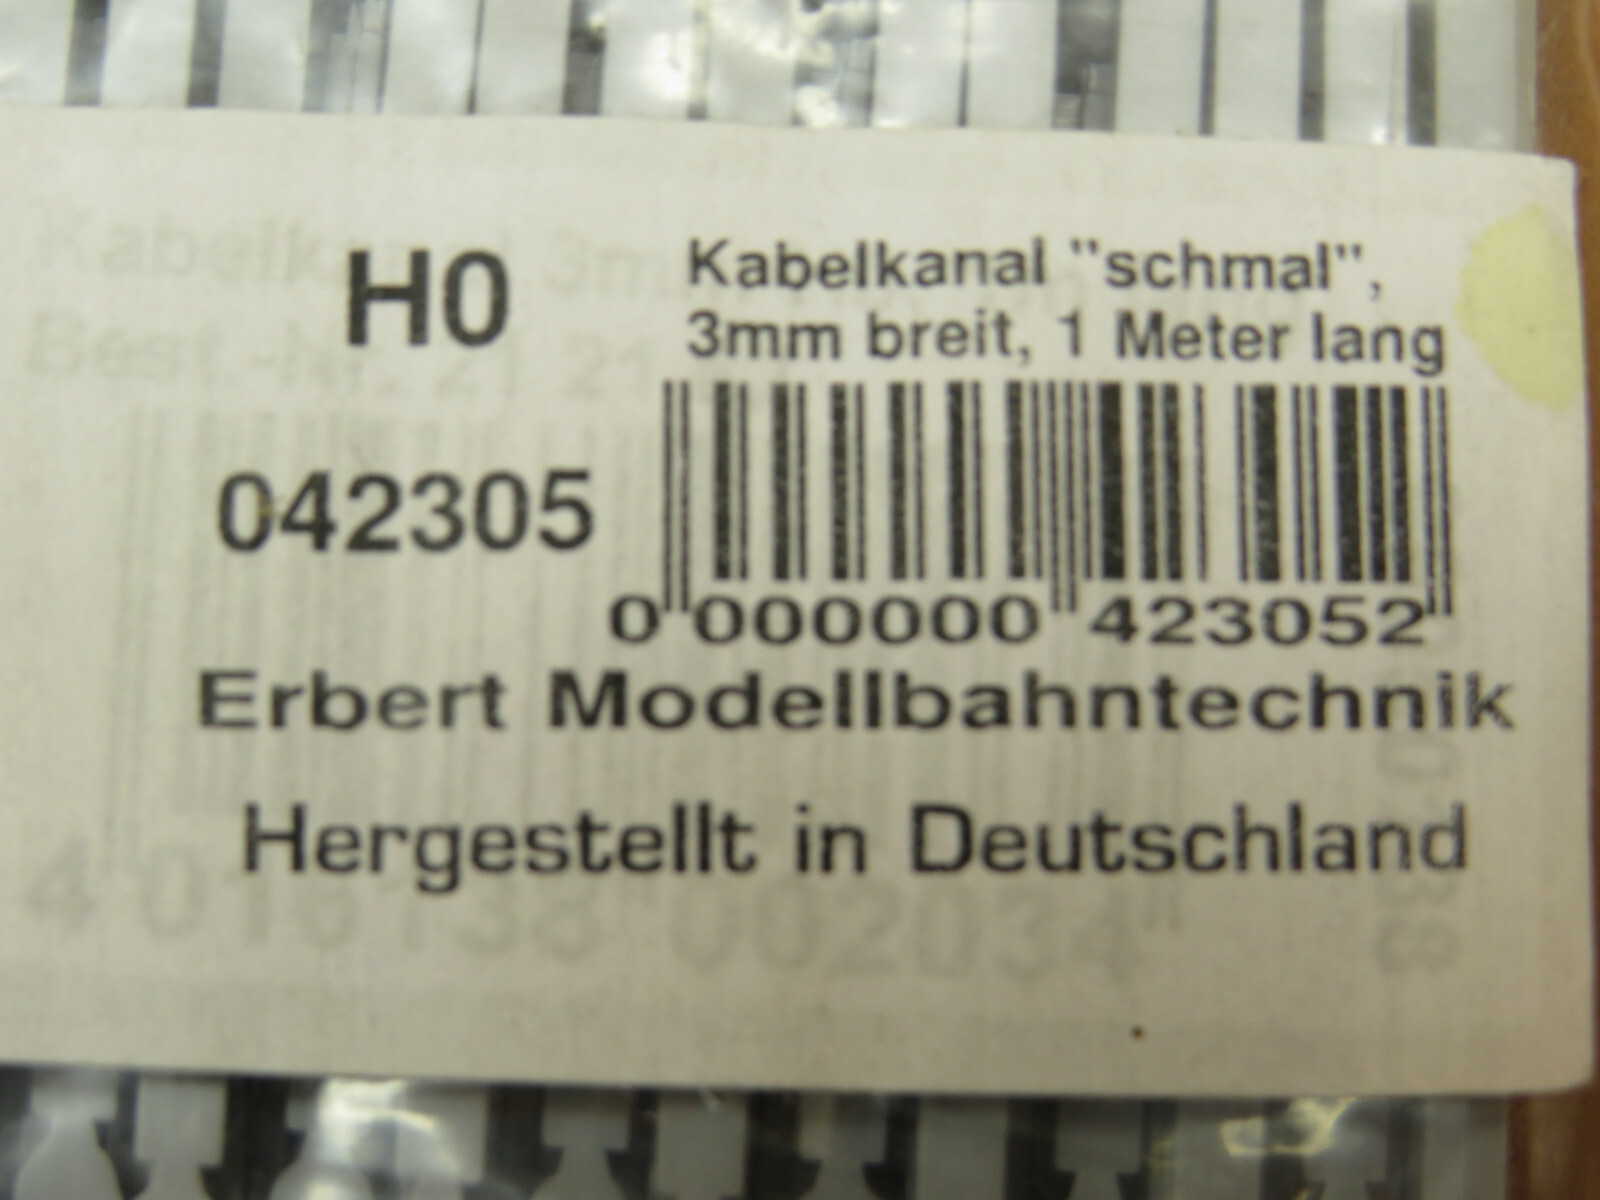 H0
Kabelkanal "schmal",
3mm breit, 1 Meter lang
042305
0 000000 423052
Erbert Modellbahntechnik
Hergestellt in Deutschland